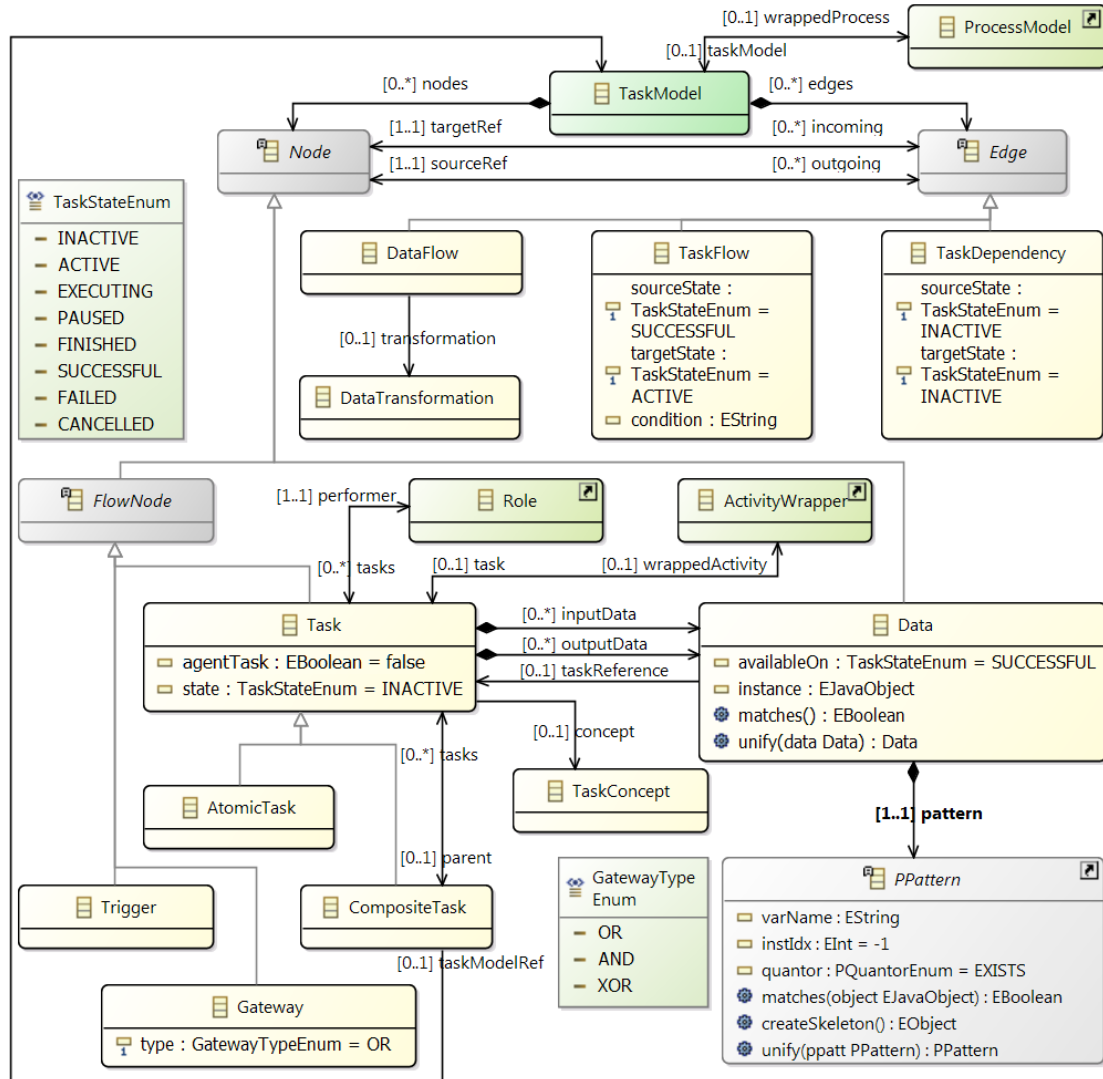 [0..1] wrappedProcess
ProcessModel
[0..1] taskModel
[0..*] nodes
TaskModel
[0..*] edges
[1..1] targetRef
[0..*] incoming
Node
Edge
[1..1] sourceRef
[0..*] outgoing
TaskStateEnum
INACTIVE
ACTIVE
EXECUTING
PAUSED
FINISHED
SUCCESSFUL
FAILED
CANCELLED
DataFlow
[0..1] transformation
DataTransformation
TaskFlow
sourceState :
TaskStateEnum =
SUCCESSFUL
targetState :
TaskStateEnum =
ACTIVE
condition : EString
TaskDependency
sourceState :
TaskStateEnum =
INACTIVE
targetState :
TaskStateEnum =
INACTIVE
FlowNode
[1..1] performer
Role
ActivityWrapper
[0..*] tasks
[0..1] task
[0..1] wrappedActivity
Task
agentTask : EBoolean = false
state : TaskStateEnum = INACTIVE
[0..*] inputData
[0..*] outputData
[0..1] taskReference
Data
availableOn : TaskStateEnum = SUCCESSFUL
instance : EJavaObject
matches() : EBoolean
unify(data Data) : Data
[0..1] concept
[0..*] tasks
AtomicTask
TaskConcept
[1..1] pattern
[0..1] parent
Trigger
CompositeTask
[0..1] taskModelRef
GatewayType
Enum
OR
AND
XOR
PPattern
varName : EString
instIdx : EInt = -1
quantor : PQuantorEnum = EXISTS
matches(object EJavaObject) : EBoolean
createSkeleton() : EObject
unify(ppatt PPattern) : PPattern
Gateway
type : GatewayTypeEnum = OR